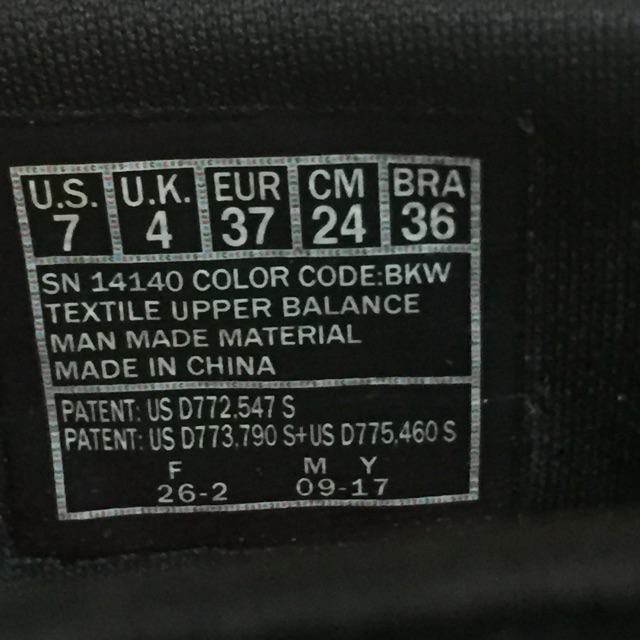 U.S. U.K. EUR CM BRA
7 4 37 24 36
SN 14140 COLOR CODE:BKW
TEXTILE UPPER BALANCE
MAN MADE MATERIAL
MADE IN CHINA
PATENT: US D772.547 S
PATENT: US D773,790 S+US D775,460 S
F M Y
26-2 09-17